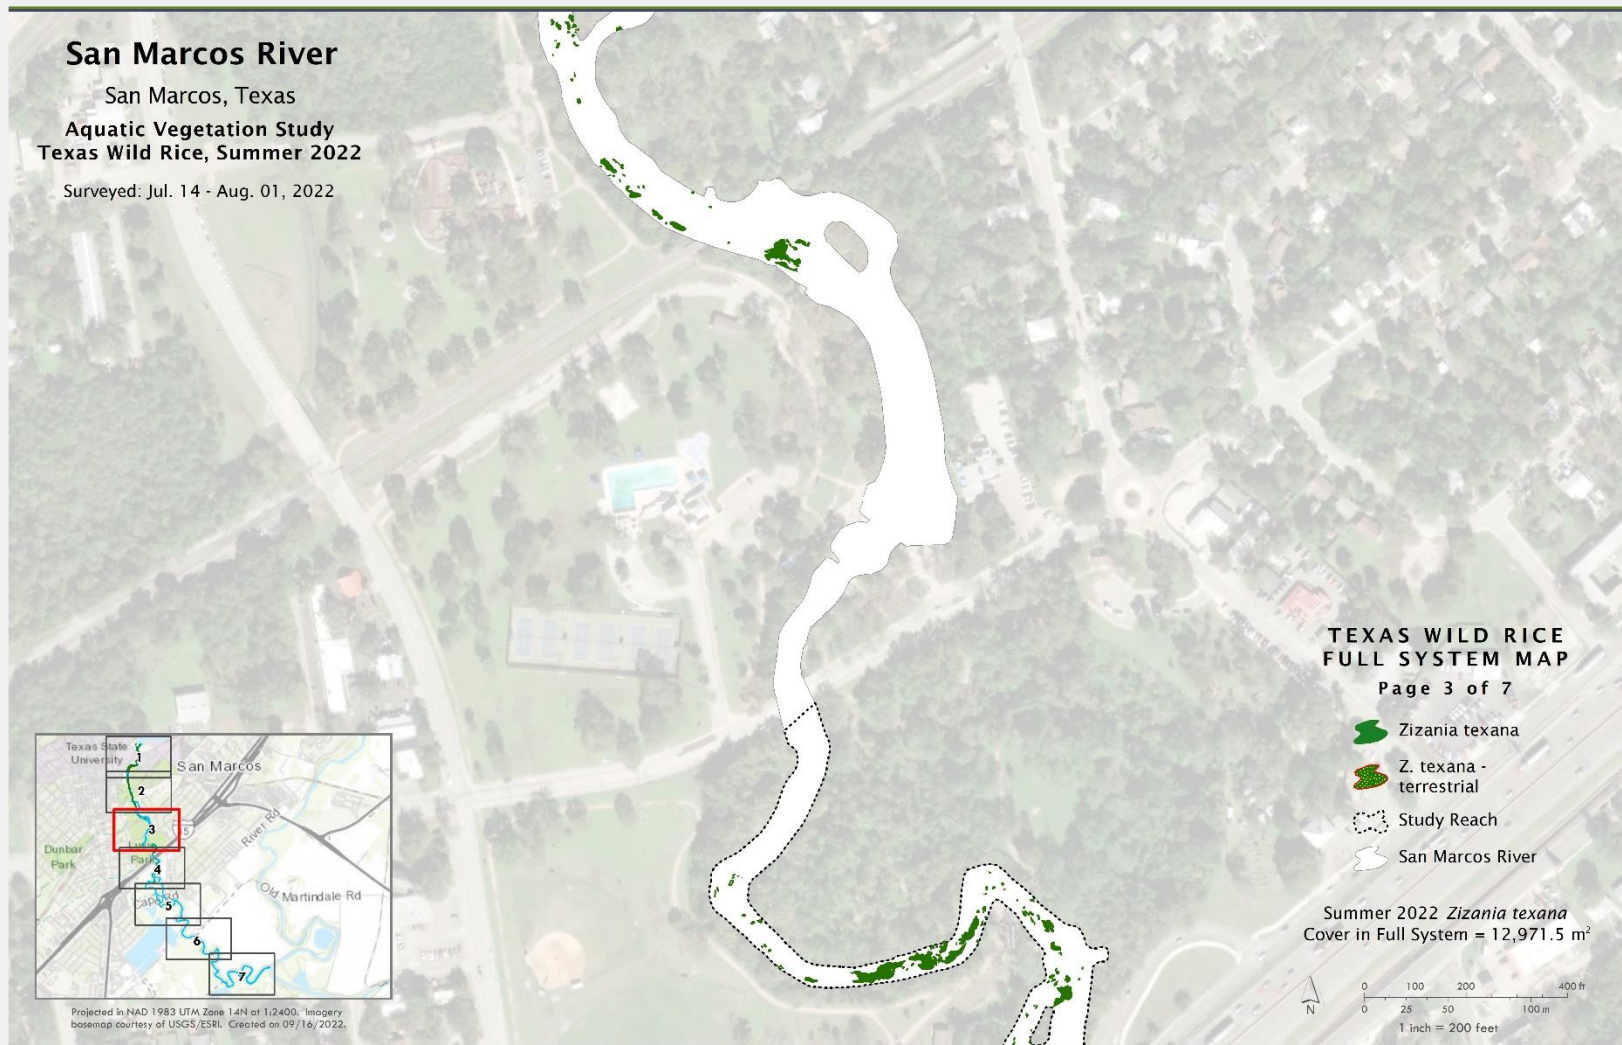 San Marcos River
San Marcos, Texas
Aquatic Vegetation Study
Texas Wild Rice, Summer 2022
Surveyed: Jul. 14 - Aug. 01, 2022
TEXAS WILD RICE
FULL SYSTEM MAP
Page 3 of 7
Zizania texana
Z. texana -
terrestrial
Study Reach
San Marcos River
Summer 2022 Zizania texana
Cover in Full System = 12,971.5 m²
0 100 200 400 ft
0 25 50 100 m
1 inch = 200 feet
N
Texas State
University
San Marcos
Dunbar
Park
River Rd
Old Martindale Rd
1
2
3
4
5
6
7
Projected in NAD 1983 UTM Zone 14N at 1:2400. Imagery
basemap courtesy of USGS/ESRI. Created on 09/16/2022.